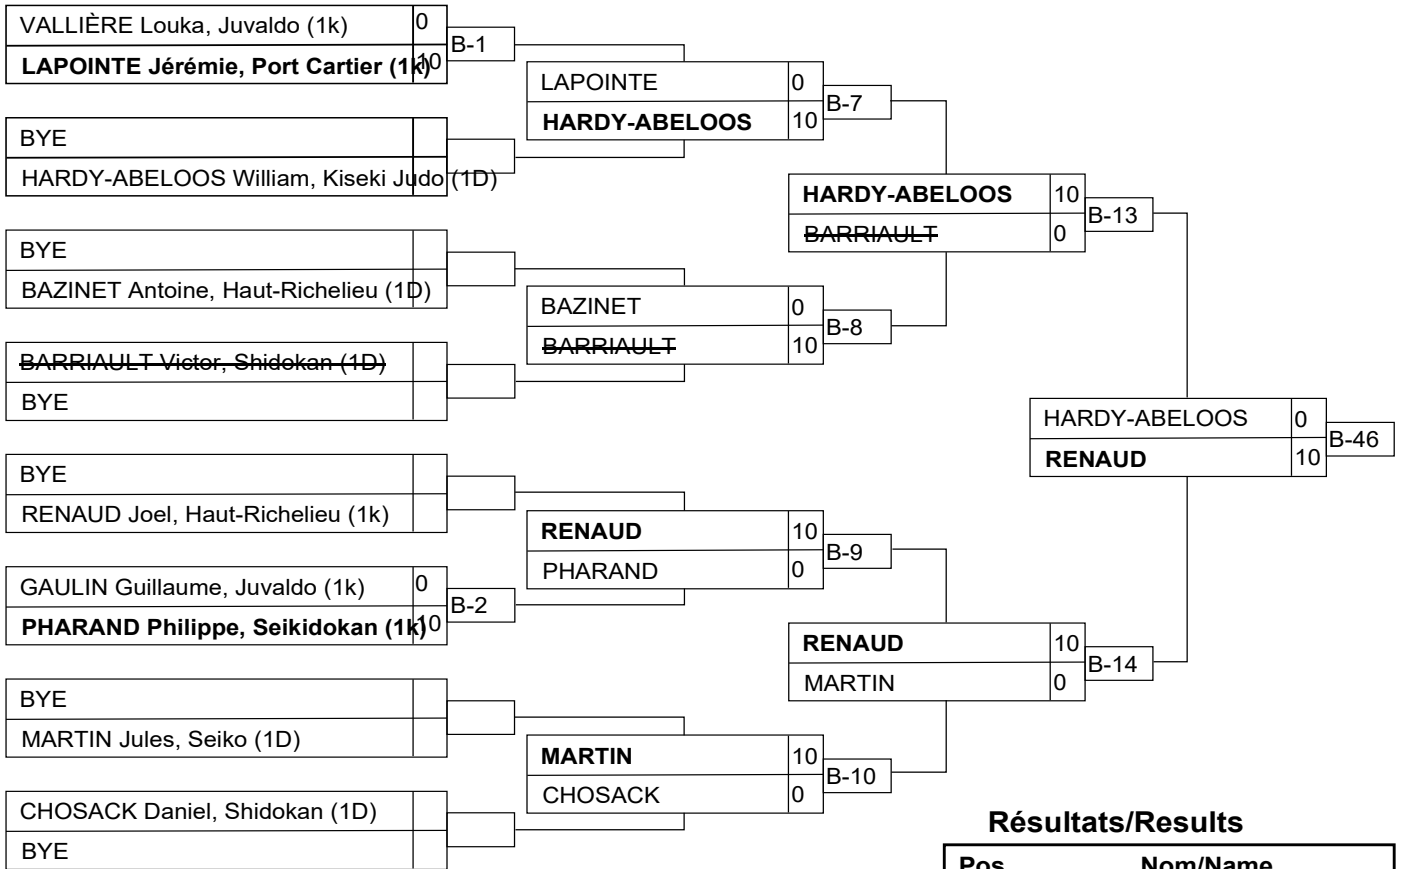 VALLIÈRE Louka, Juvaldo (1k) 0
B-1
LAPOINTE Jérémie, Port Cartier (1k) 10
BYE
HARDY-ABELOOS William, Kiseki Judo (1D)
BYE
BAZINET Antoine, Haut-Richelieu (1D)
BARRIAULT Victor, Shidokan (1D)
BYE
BYE
RENAUD Joel, Haut-Richelieu (1k)
GAULIN Guillaume, Juvaldo (1k) 0
B-2
PHARAND Philippe, Seikidokan (1k) 10
BYE
MARTIN Jules, Seiko (1D)
CHOSACK Daniel, Shidokan (1D)
BYE
LAPOINTE 0
B-7
HARDY-ABELOOS 10
BAZINET 0
B-8
BARRIAULT 10
RENAUD 10
B-9
PHARAND 0
MARTIN 10
B-10
CHOSACK 0
HARDY-ABELOOS 10
B-13
BARRIAULT 0
RENAUD 10
B-14
MARTIN 0
HARDY-ABELOOS 0
B-46
RENAUD 10
Résultats/Results
Pos Nom/Name